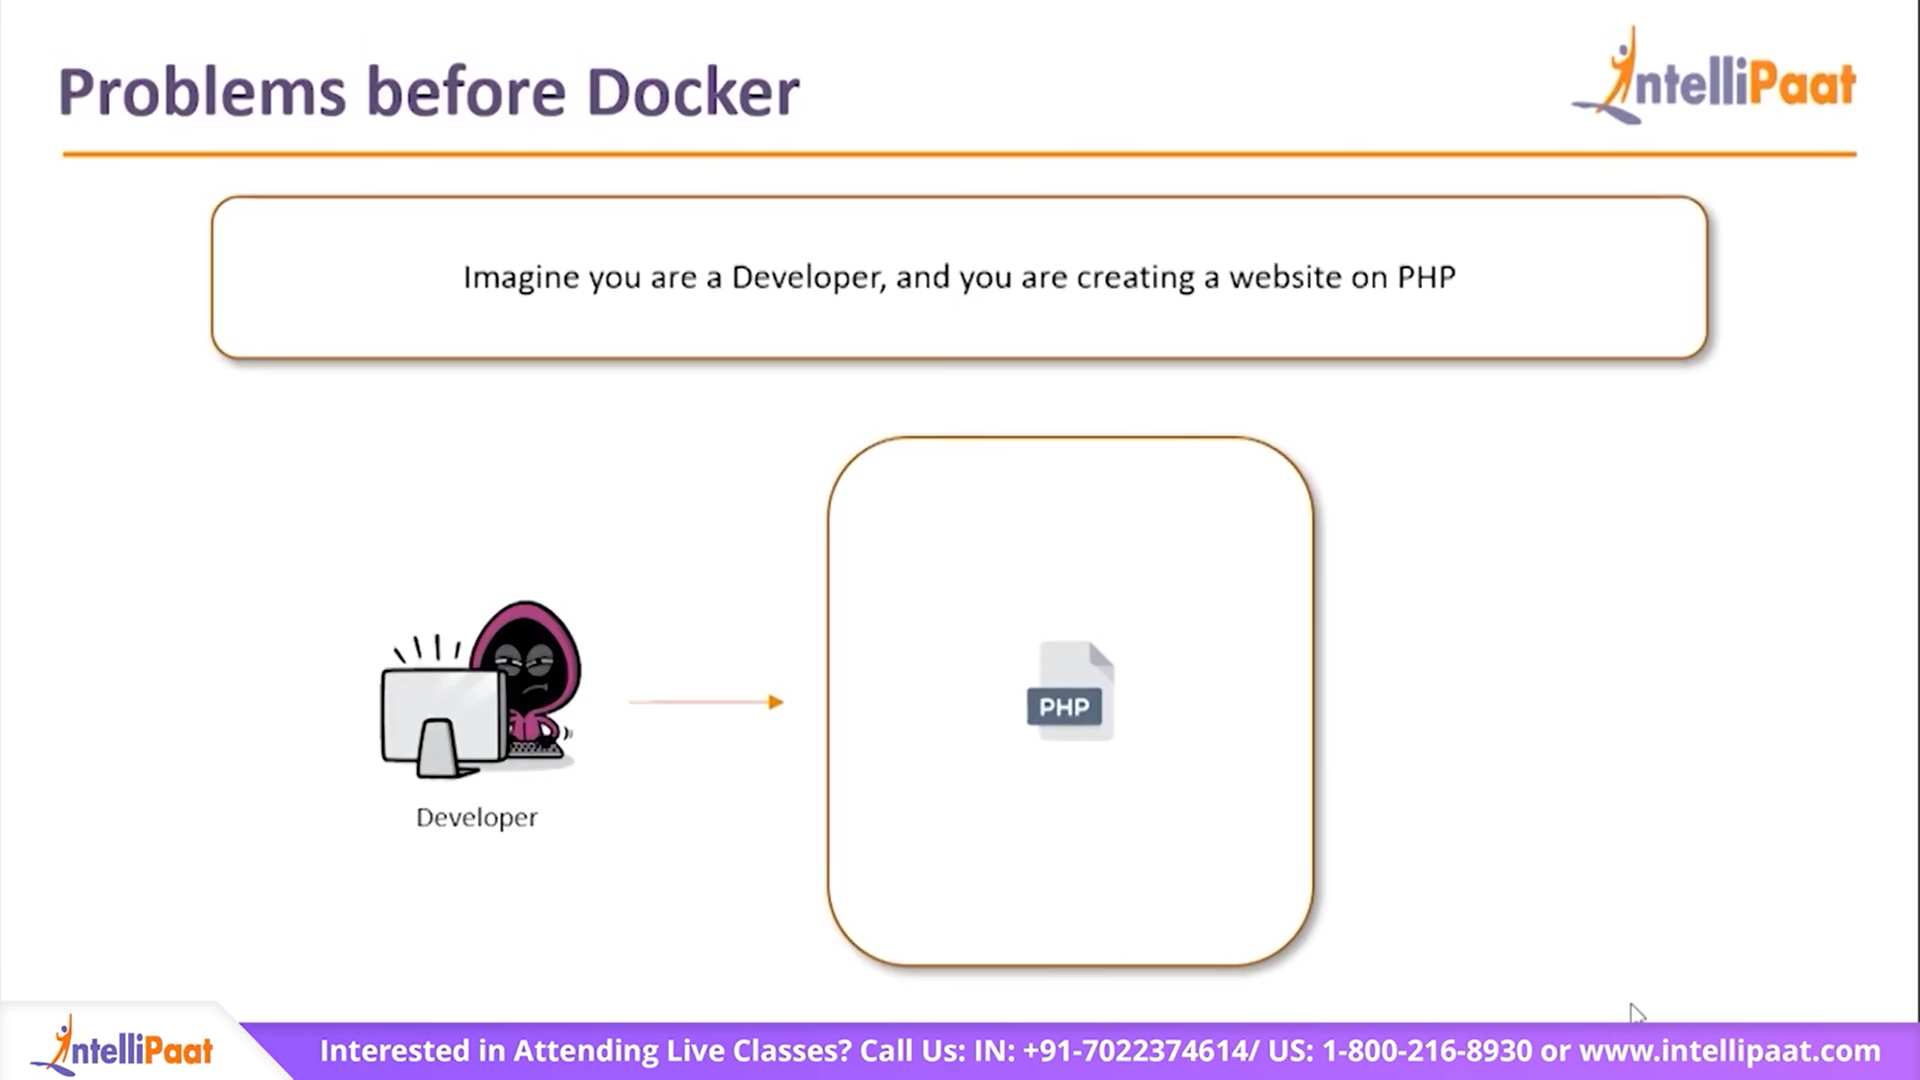 Problems before Docker
IntelliPaat
Imagine you are a Developer, and you are creating a website on PHP
PHP
Developer
IntelliPaat
Interested in Attending Live Classes? Call Us: IN: +91-7022374614/ US: 1-800-216-8930 or www.intellipaat.com